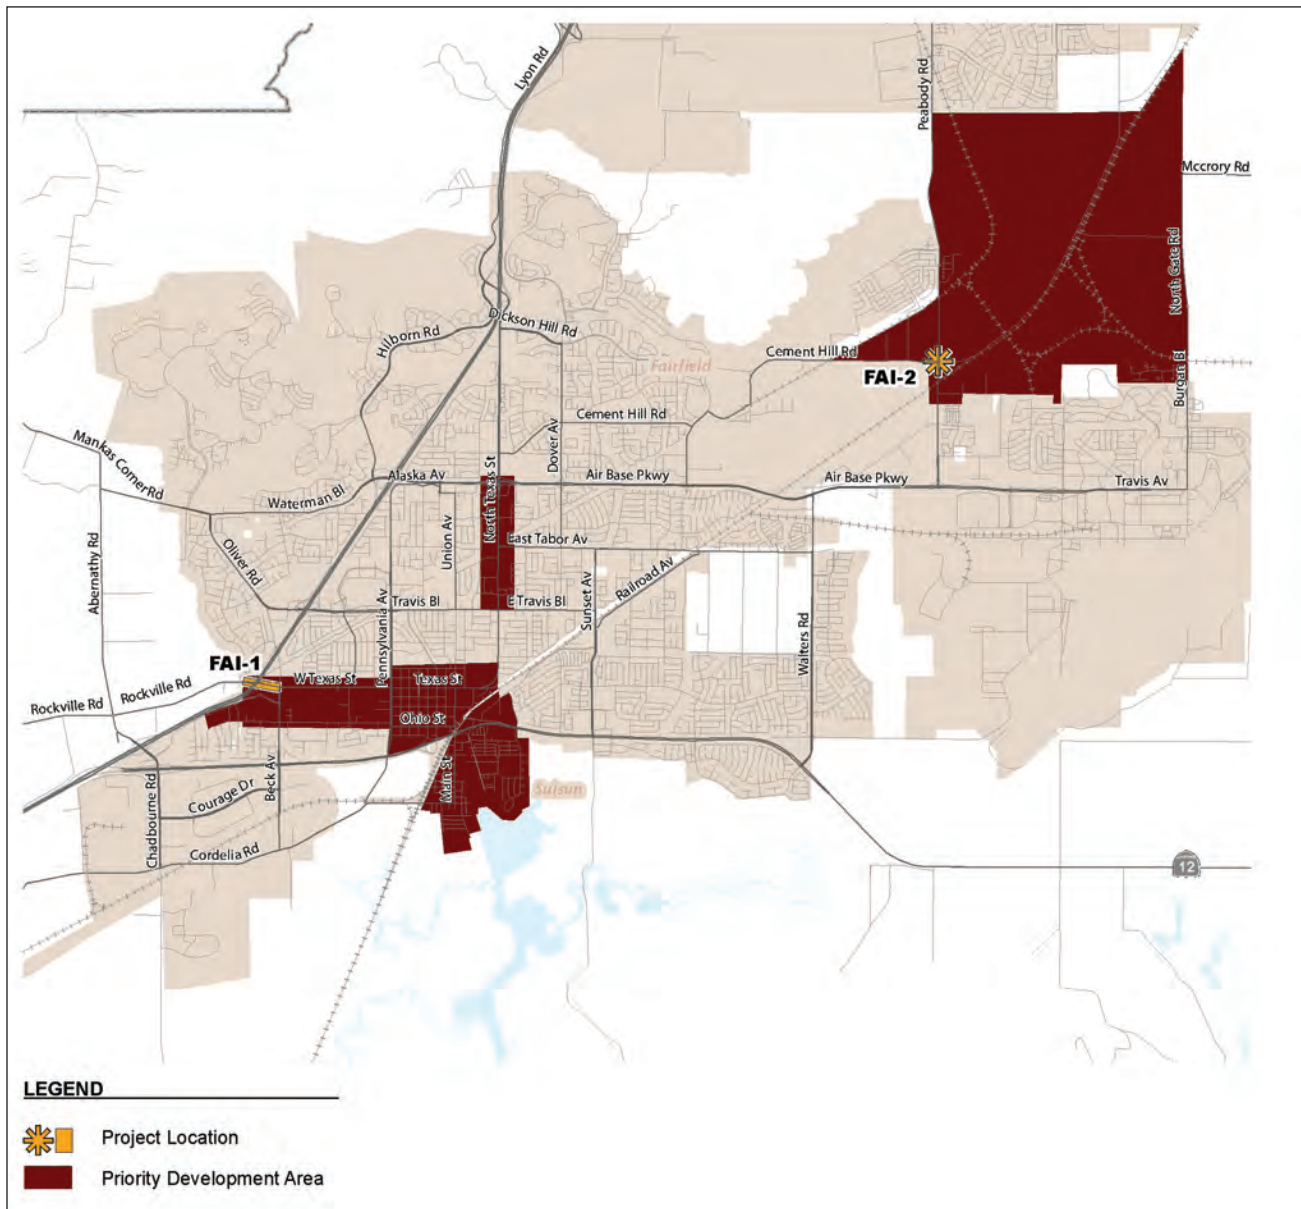 Lyon Rd
Peabody Rd
Mccrory Rd
North Gate Rd
Dickson Hill Rd
Hilborn Rd
Fairfield
Cement Hill Rd
FAI-2
Burgan Bl
Cement Hill Rd
Dover Av
Mankas Corner Rd
Alaska Av
North Texas St
Air Base Pkwy
Air Base Pkwy
Travis Av
Waterman Bl
Union Av
East Tabor Av
Oliver Rd
Abernathy Rd
Railroad Av
Sunset Av
Pennsylvania Av
Travis Bl
E Travis Bl
Walters Rd
FAI-1
W Texas St
Texas St
Rockville Rd
Rockville Rd
Ohio St
Main St
Beck Av
Suisun
Courage Dr
Chadbourne Rd
Cordelia Rd
12
LEGEND
Project Location
Priority Development Area